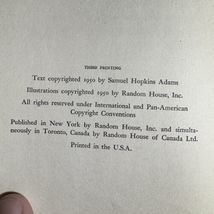 THIRD PRINTING
Text copyrighted 1950 by Samuel Hopkins Adams
Illustrations copyright 1950 by Random House, Inc.
All rights reserved under International and Pan-American
Copyright Conventions
Published in New York by Random House, Inc. and simulta-
neously in Toronto, Canada by Random House of Canada Ltd.
Printed in the U.S.A.